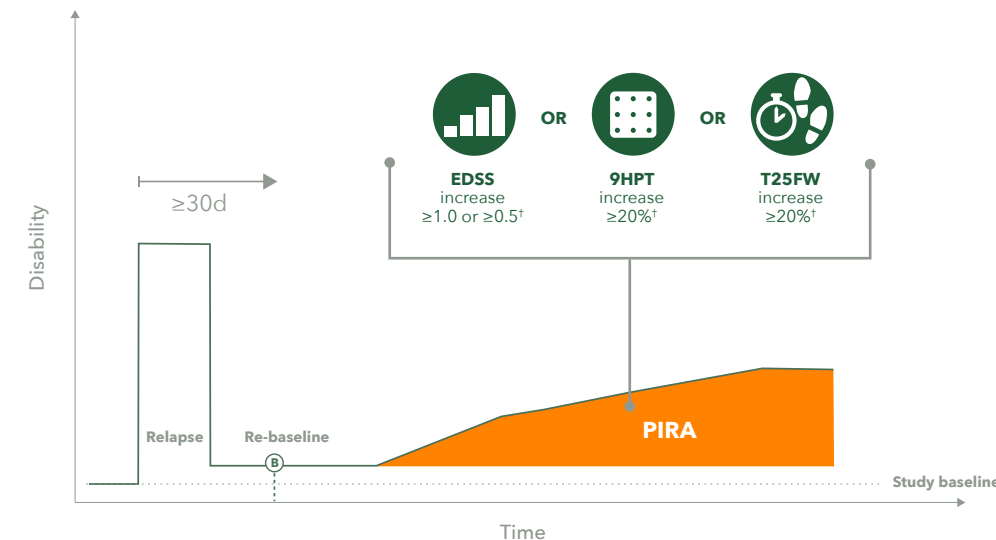 OR
OR
EDSS
increase
≥1.0 or ≥0.5†
9HPT
increase
≥20%†
T25FW
increase
≥20%†
≥30d
Disability
Relapse
Re-baseline
B
PIRA
Study baseline
Time